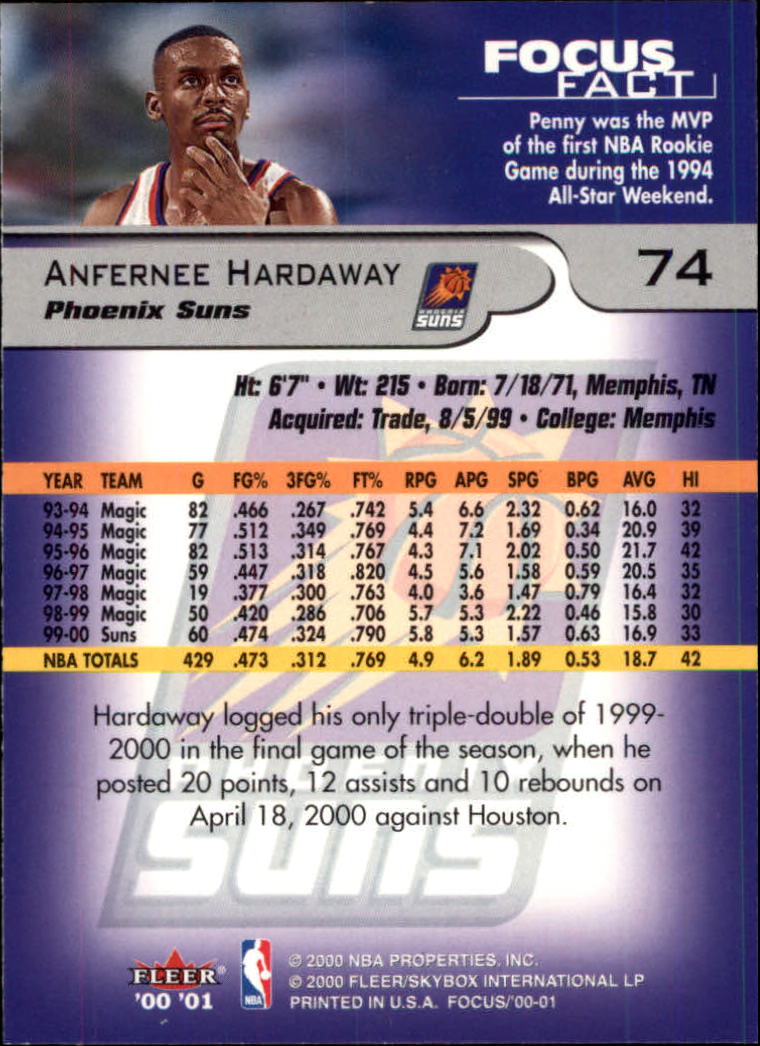 FOCUS
FACT
Penny was the MVP
of the first NBA Rookie
Game during the 1994
All-Star Weekend.
ANFERNEE HARDAWAY
74
Phoenix Suns
PHOENIX
SUNS
Ht: 6'7" • Wt: 215 • Born: 7/18/71, Memphis, TN
Acquired: Trade, 8/5/99 • College: Memphis
YEAR TEAM G FG% 3FG% FT% RPG APG SPG BPG AVG HI
93-94 Magic 82 .466 .267 .742 5.4 6.6 2.32 0.62 16.0 32
94-95 Magic 77 .512 .349 .769 4.4 7.2 1.69 0.34 20.9 39
95-96 Magic 82 .513 .314 .767 4.3 7.1 2.02 0.50 21.7 42
96-97 Magic 59 .447 .318 .820 4.5 5.6 1.58 0.59 20.5 35
97-98 Magic 19 .377 .300 .763 4.0 3.6 1.47 0.79 16.4 32
98-99 Magic 50 .420 .286 .706 5.7 5.3 2.22 0.46 15.8 30
99-00 Suns 60 .474 .324 .790 5.8 5.3 1.57 0.63 16.9 33
NBA TOTALS 429 .473 .312 .769 4.9 6.2 1.89 0.53 18.7 42
Hardaway logged his only triple-double of 1999-
2000 in the final game of the season, when he
posted 20 points, 12 assists and 10 rebounds on
April 18, 2000 against Houston.
PHOENIX
SUNS
FLEER®
'00 '01
NBA
© 2000 NBA PROPERTIES, INC.
© 2000 FLEER/SKYBOX INTERNATIONAL LP
PRINTED IN U.S.A. FOCUS/'00-01